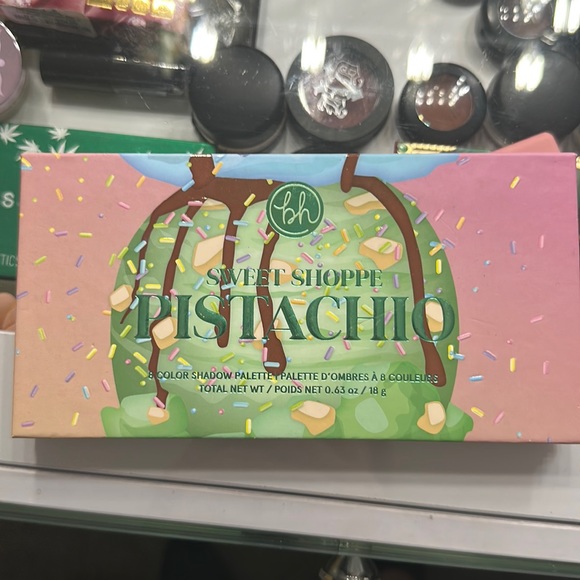 bh
SWEET SHOPPE
PISTACHIO
8 COLOR SHADOW PALETTE / PALETTE D'OMBRES À 8 COULEURS
TOTAL NET WT / POIDS NET 0.63 oz / 18 g